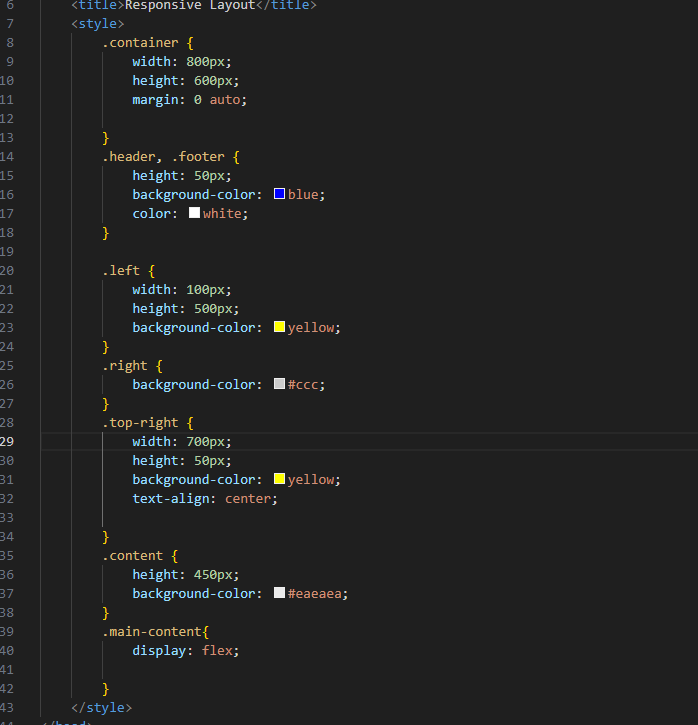 6 <title>Responsive Layout</title>
7 <style>
8 .container {
9 width: 800px;
10 height: 600px;
11 margin: 0 auto;
12
13 }
14 .header, .footer {
15 height: 50px;
16 background-color: blue;
17 color: white;
18 }
19
20 .left {
21 width: 100px;
22 height: 500px;
23 background-color: yellow;
24 }
25 .right {
26 background-color: #ccc;
27 }
28 .top-right {
29 width: 700px;
30 height: 50px;
31 background-color: yellow;
32 text-align: center;
33
34 }
35 .content {
36 height: 450px;
37 background-color: #eaeaea;
38 }
39 .main-content{
40 display: flex;
41
42 }
43 </style>
44 </head>